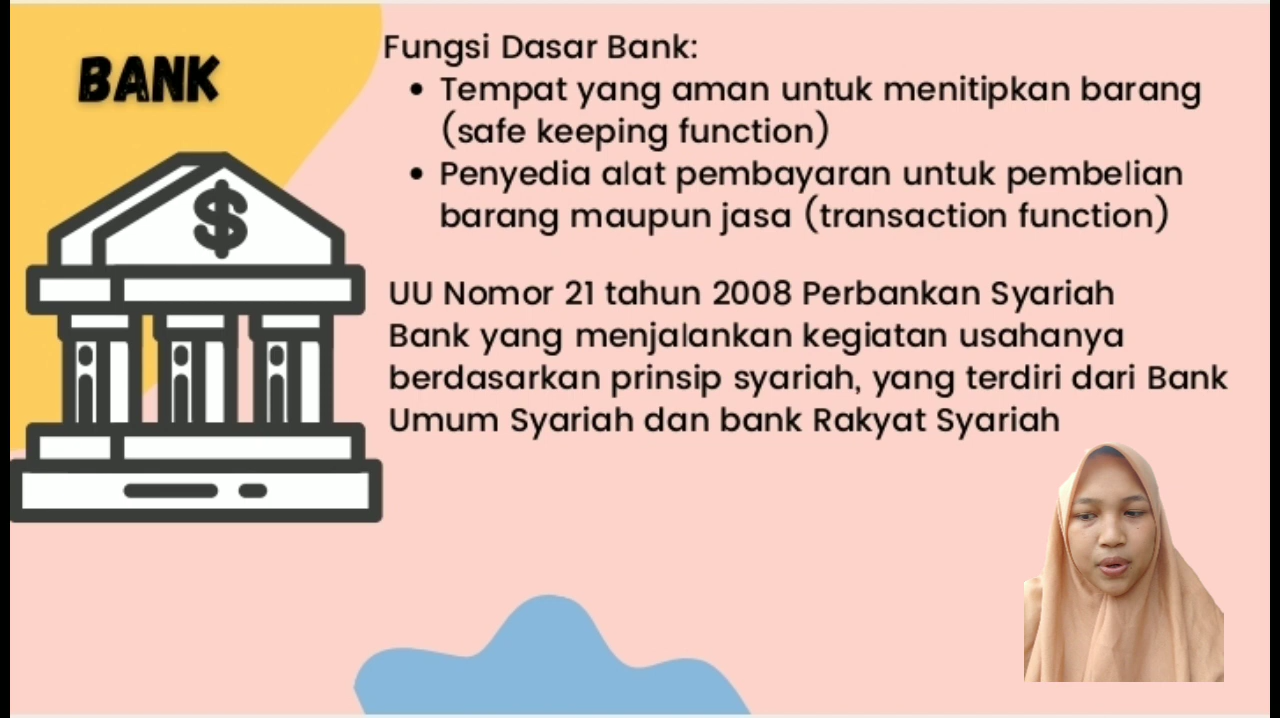 BANK
Fungsi Dasar Bank:
• Tempat yang aman untuk menitipkan barang
(safe keeping function)
• Penyedia alat pembayaran untuk pembelian
barang maupun jasa (transaction function)
UU Nomor 21 tahun 2008 Perbankan Syariah
Bank yang menjalankan kegiatan usahanya
berdasarkan prinsip syariah, yang terdiri dari Bank
Umum Syariah dan bank Rakyat Syariah
$